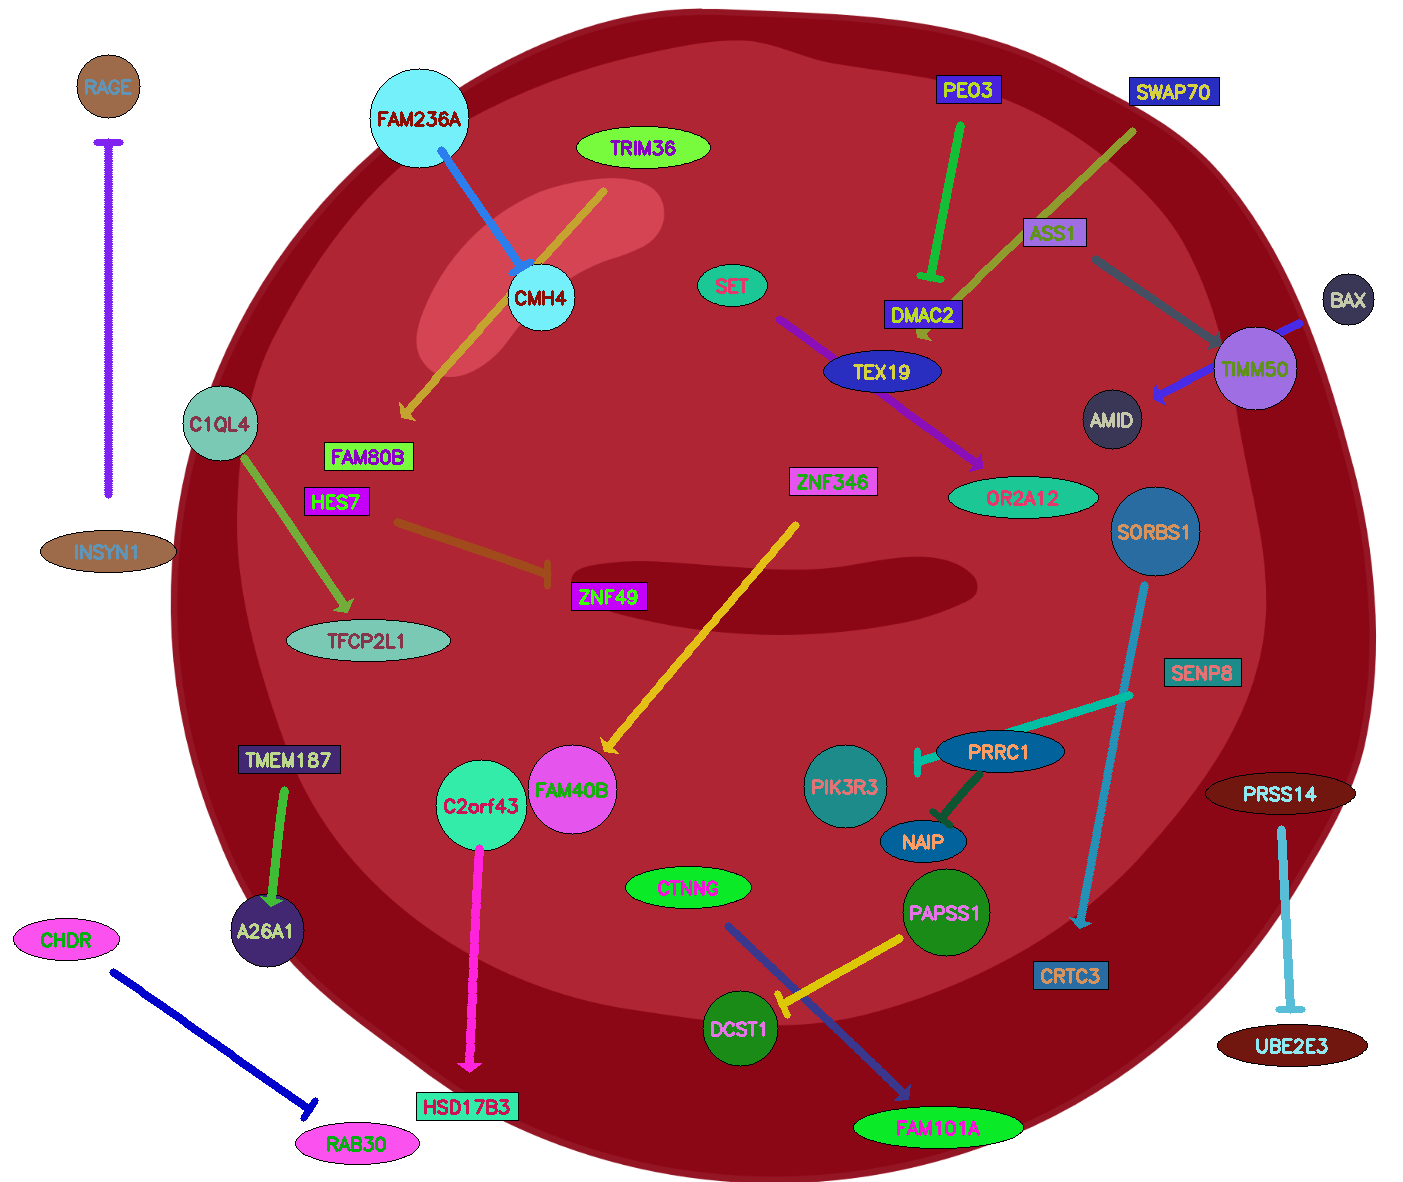 RAGE
FAM236A
PEO3
SWAP70
TRIM36
ASS1
SET
CMH4
BAX
DMAC2
TEX19
TIMM50
C1QL4
AMID
FAM80B
ZNF346
HES7
OR2A12
SORBS1
INSYN1
ZNF49
TFCP2L1
SENP8
TMEM187
PRRC1
C2orf43
FAM40B
PIK3R3
PRSS14
NAIP
CTNNG
PAPSS1
A26A1
CHDR
CRTC3
DCST1
UBE2E3
HSD17B3
FAM101A
RAB30